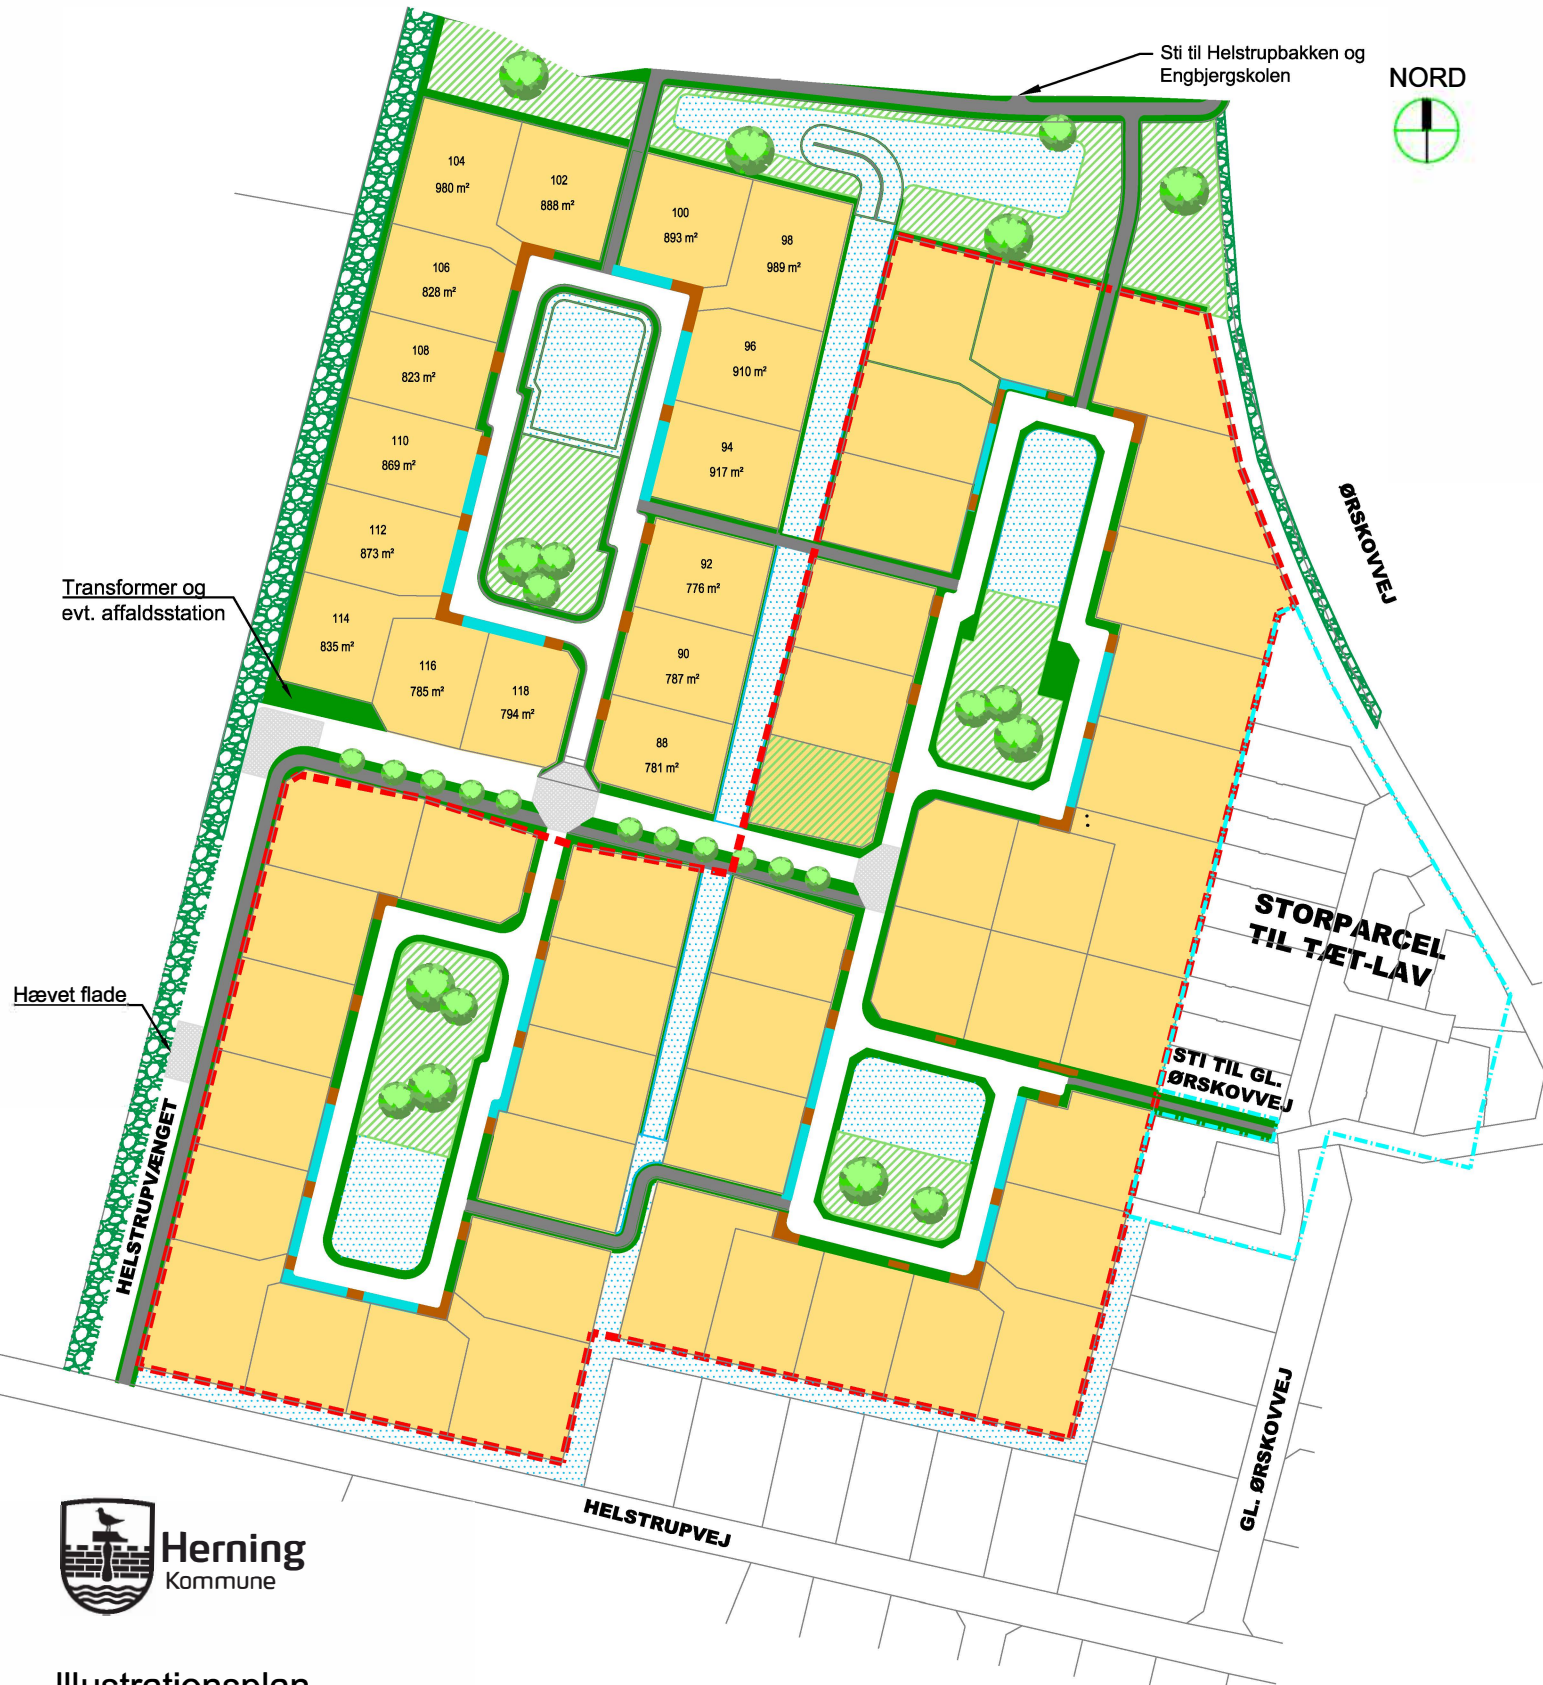 Sti til Helstrupbakken og
Engbjergskolen
NORD
104
980 m²
102
888 m²
100
893 m²
98
989 m²
106
828 m²
108
823 m²
96
910 m²
110
869 m²
94
917 m²
112
873 m²
92
776 m²
114
835 m²
116
785 m²
118
794 m²
90
787 m²
88
781 m²
ØRSKOVVEJ
Transformer og
evt. affaldsstation
STORPARCEL
TIL TÆT-LAV
Hævet flade
STI TIL GL.
ØRSKOVVEJ
HELSTRUPVÆNGET
GL. ØRSKOVVEJ
HELSTRUPVEJ
Herning
Kommune
Illustrationsplan